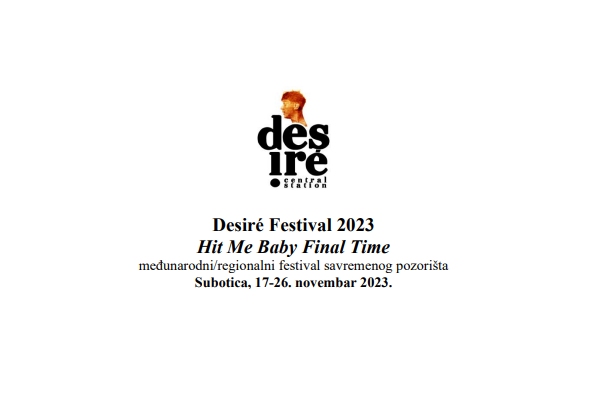 des
iré
central
station
Desiré Festival 2023
Hit Me Baby Final Time
međunarodni/regionalni festival savremenog pozorišta
Subotica, 17-26. novembar 2023.